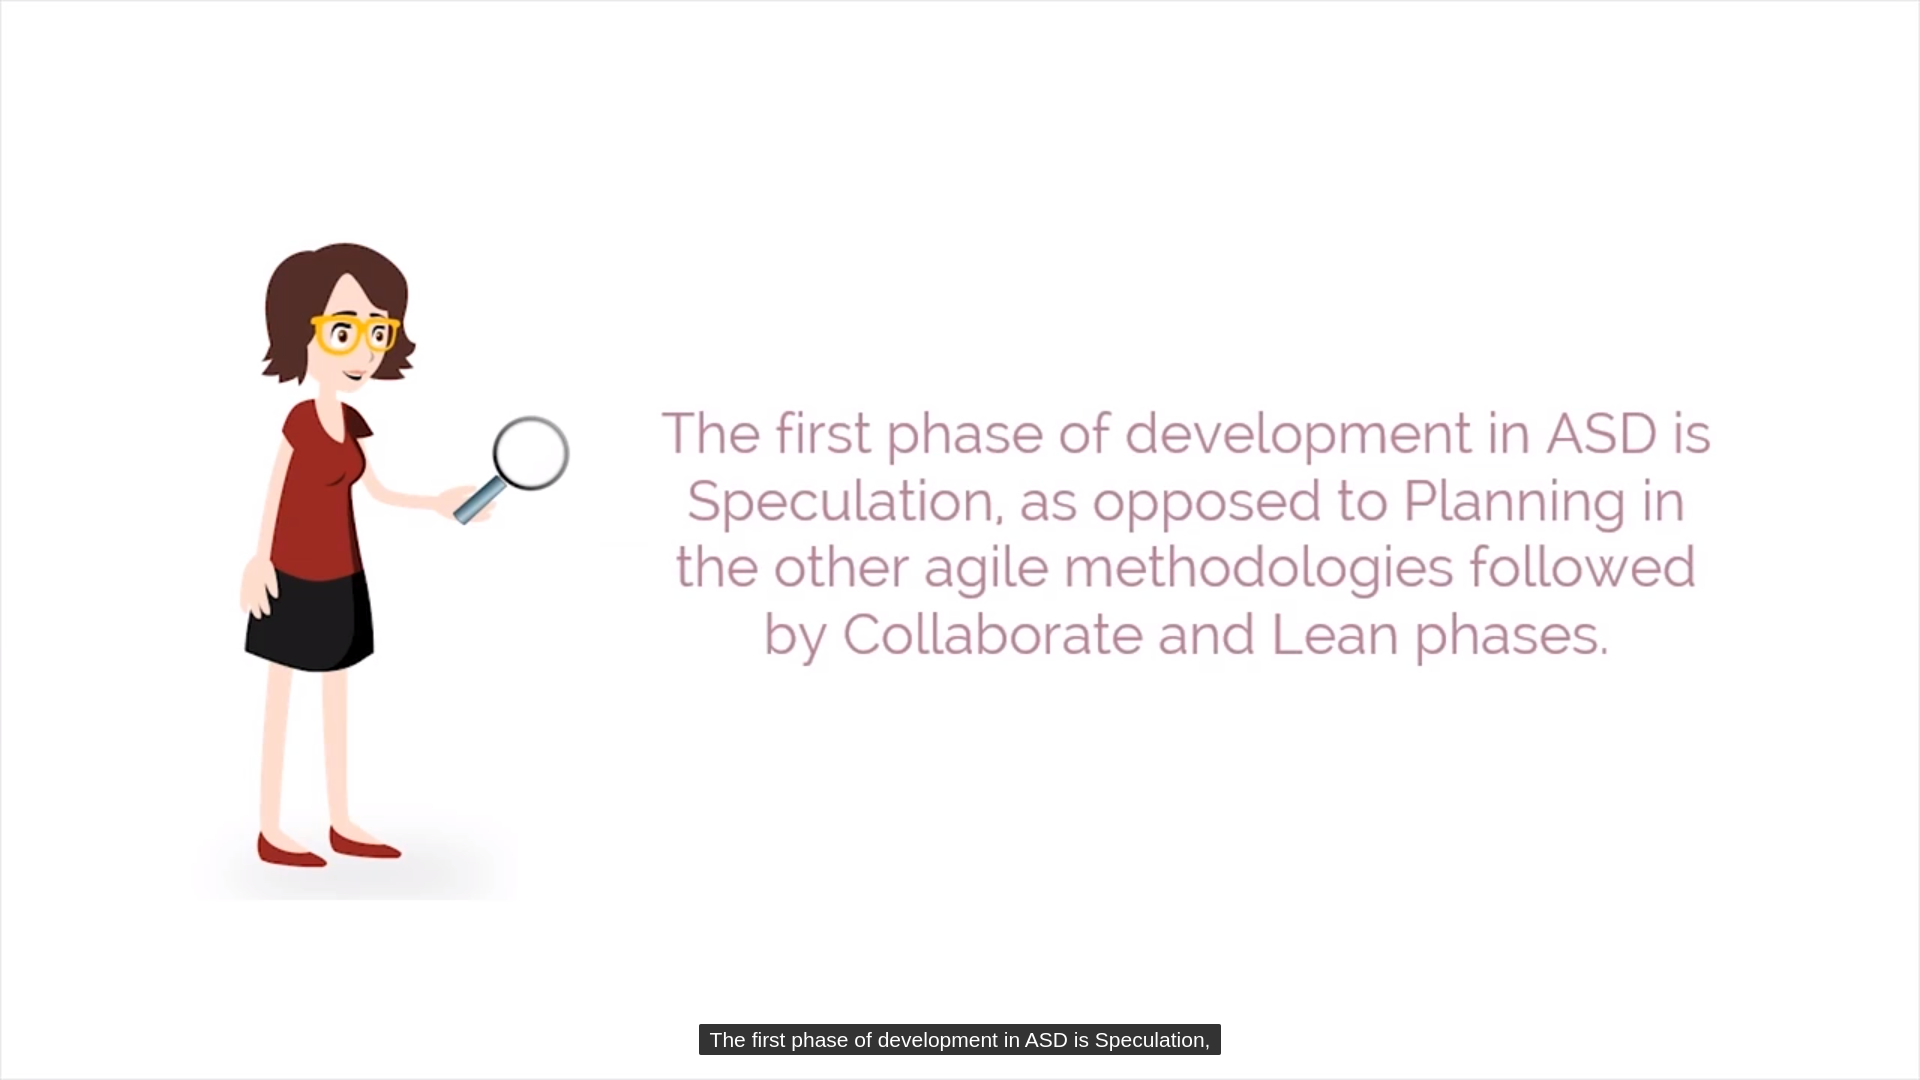 The first phase of development in ASD is
Speculation, as opposed to Planning in
the other agile methodologies followed
by Collaborate and Lean phases.
The first phase of development in ASD is Speculation,